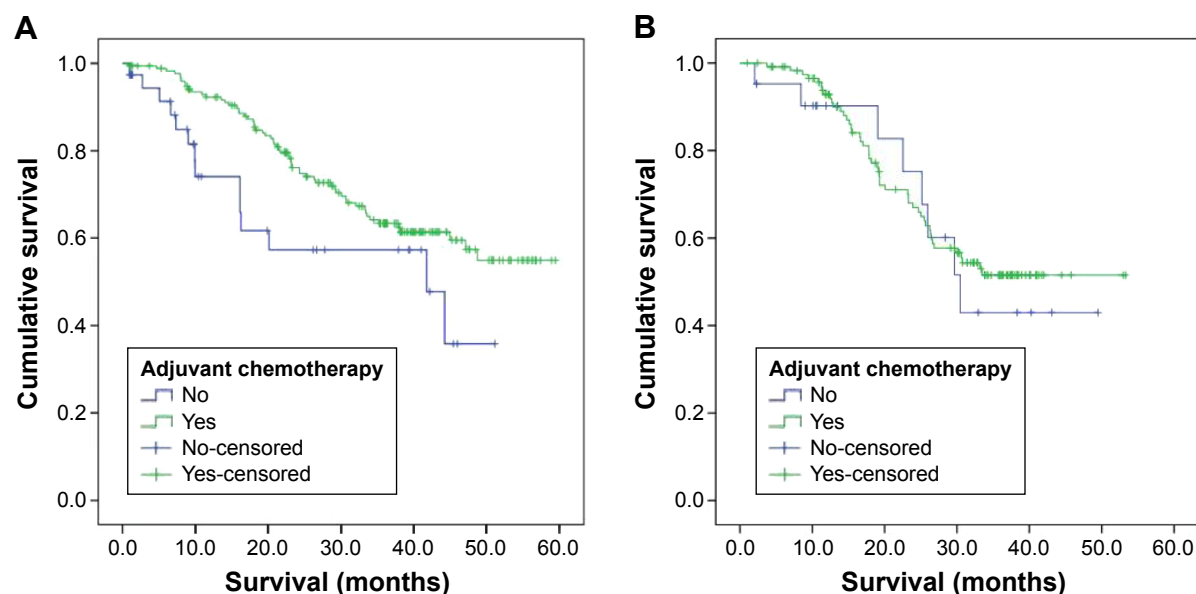 A
Cumulative survival
1.0
0.8
0.6
0.4
0.2
0.0
Adjuvant chemotherapy
No
Yes
No-censored
Yes-censored
0.0 10.0 20.0 30.0 40.0 50.0 60.0
Survival (months)
B
Cumulative survival
1.0
0.8
0.6
0.4
0.2
0.0
Adjuvant chemotherapy
No
Yes
No-censored
Yes-censored
0.0 10.0 20.0 30.0 40.0 50.0 60.0
Survival (months)